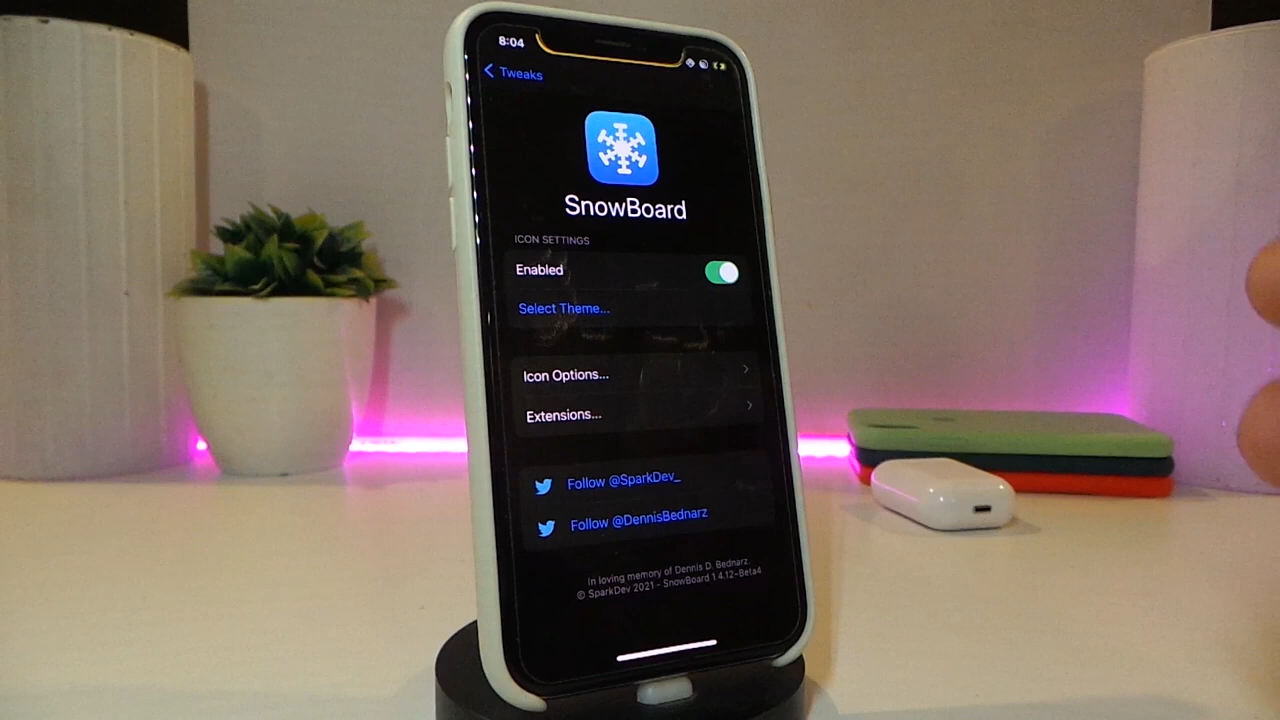 8:04
Tweaks
SnowBoard
ICON SETTINGS
Enabled
Select Theme...
Icon Options...
Extensions...
Follow @SparkDev_
Follow @DennisBednarz
In loving memory of Dennis D. Bednarz.
© SparkDev 2021 - SnowBoard 1.4.12~Beta4